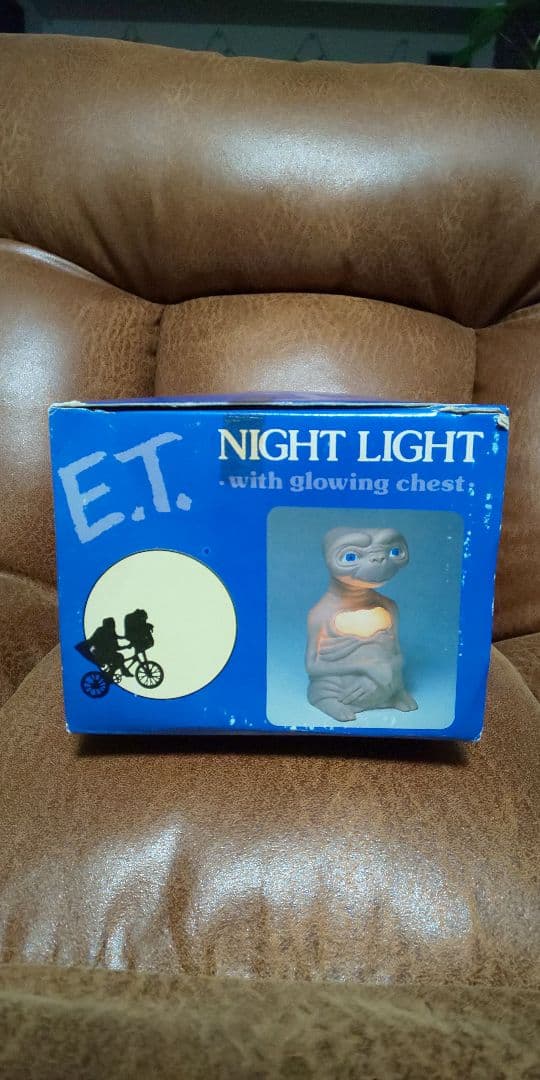 E.T.
NIGHT LIGHT
· with glowing chest ·